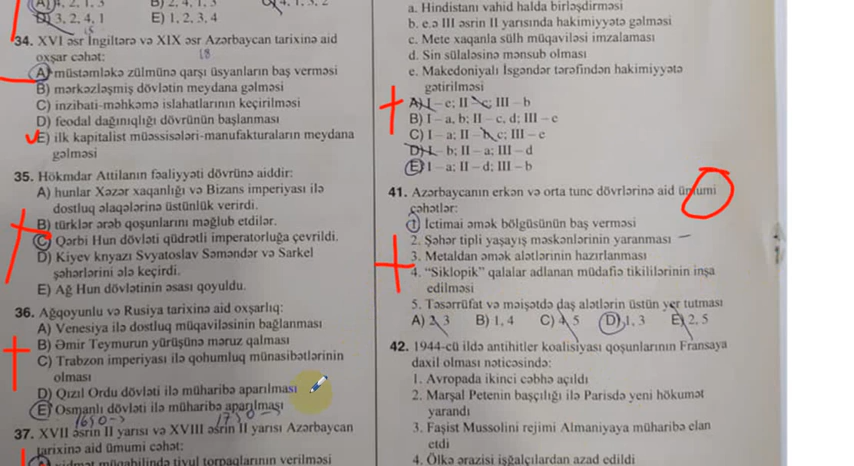 A) 4, 2, 1, 3 B) 2, 4, 1, 3
D) 3, 2, 4, 1 E) 1, 2, 3, 4
34. XVI əsr İngiltərə və XIX əsr Azərbaycan tarixinə aid
oxşar cəhət:
18
A) müstəmləkə zülmünə qarşı üsyanların baş verməsi
B) mərkəzləşmiş dövlətin meydana gəlməsi
C) inzibati-məhkəmə islahatlarının keçirilməsi
D) feodal dağınıqlığı dövrünün başlanması
E) ilk kapitalist müəssisələri-manufakturaların meydana
gəlməsi
35. Hökmdar Attilanın fəaliyyəti dövrünə aiddir:
A) hunlar Xəzər xaqanlığı və Bizans imperiyası ilə
dostluq əlaqələrinə üstünlük verirdi.
B) türklər ərəb qoşunlarını məğlub etdilər.
C) Qərbi Hun dövləti qüdrətli imperatorluğa çevrildi.
D) Kiyev knyazı Svyatoslav Səməndər və Sarkel
şəhərlərini ələ keçirdi.
E) Ağ Hun dövlətinin əsası qoyuldu.
36. Ağqoyunlu və Rusiya tarixinə aid oxşarlıq:
A) Venesiya ilə dostluq müqaviləsinin bağlanması
B) Əmir Teymurun yürüşünə məruz qalması
C) Trabzon imperiyası ilə qohumluq münasibətlərinin
olması
D) Qızıl Ordu dövləti ilə müharibə aparılması
E) Osmanlı dövləti ilə müharibə aparılması
37. XVII əsrin II yarısı və XVIII əsrin II yarısı Azərbaycan
tarixinə aid ümumi cəhət:
xidmət müqabilində tiyul torpaqlarının verilməsi
a. Hindistanı vahid halda birləşdirməsi
b. e.ə III əsrin II yarısında hakimiyyətə gəlməsi
c. Mete xaqanla sülh müqaviləsi imzalaması
d. Sin sülaləsinə mənsub olması
e. Makedoniyalı İsgəndər tərəfindən hakimiyyətə
gətirilməsi
A) I – e; II – c; III – b
B) I – a, b; II – c, d; III – e
C) I – a; II – b, c; III – e
D) I – b; II – a; III – d
E) I – a; II – d; III – b
41. Azərbaycanın erkən və orta tunc dövrlərinə aid ümumi
cəhətlər:
1. İctimai əmək bölgüsünün baş verməsi
2. Şəhər tipli yaşayış məskənlərinin yaranması
3. Metaldan əmək alətlərinin hazırlanması
4. “Siklopik” qalalar adlanan müdafiə tikililərinin inşa
edilməsi
5. Təsərrüfat və məişətdə daş alətlərin üstün yer tutması
A) 2, 3 B) 1, 4 C) 4, 5 D) 1, 3 E) 2, 5
42. 1944-cü ildə antihitler koalisiyası qoşunlarının Fransaya
daxil olması nəticəsində:
1. Avropada ikinci cəbhə açıldı
2. Marşal Petenin başçılığı ilə Parisdə yeni hökumət
yarandı
3. Faşist Mussolini rejimi Almaniyaya müharibə elan
etdi
4. Ölkə ərazisi işğalçılardan azad edildi